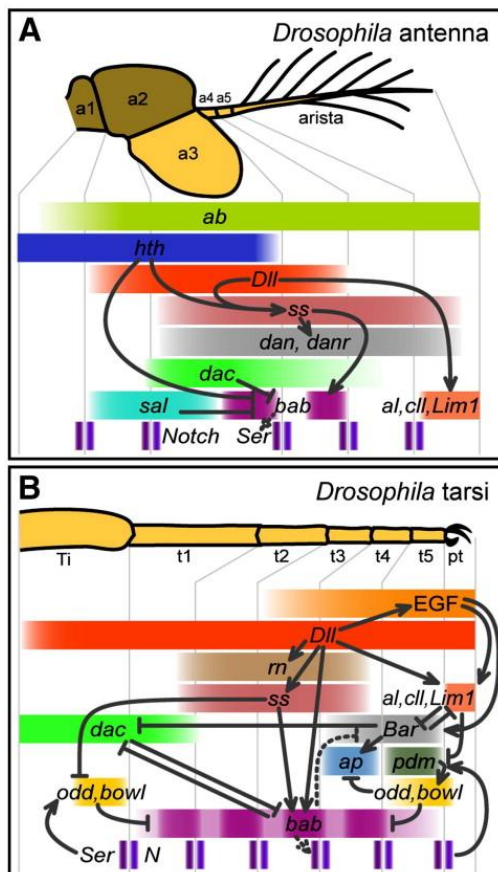 A
Drosophila antenna
a1
a2
a4 a5
a3
arista
ab
hth
Dll
ss
dan, danr
dac
sal
bab
al,cll,Lim1
Notch
Ser
B
Drosophila tarsi
Ti
t1
t2
t3
t4
t5
pt
EGF
Dll
rn
ss
al,cll,Lim1
dac
Bar
ap
pdm
odd,bowl
odd,bowl
bab
Ser
N